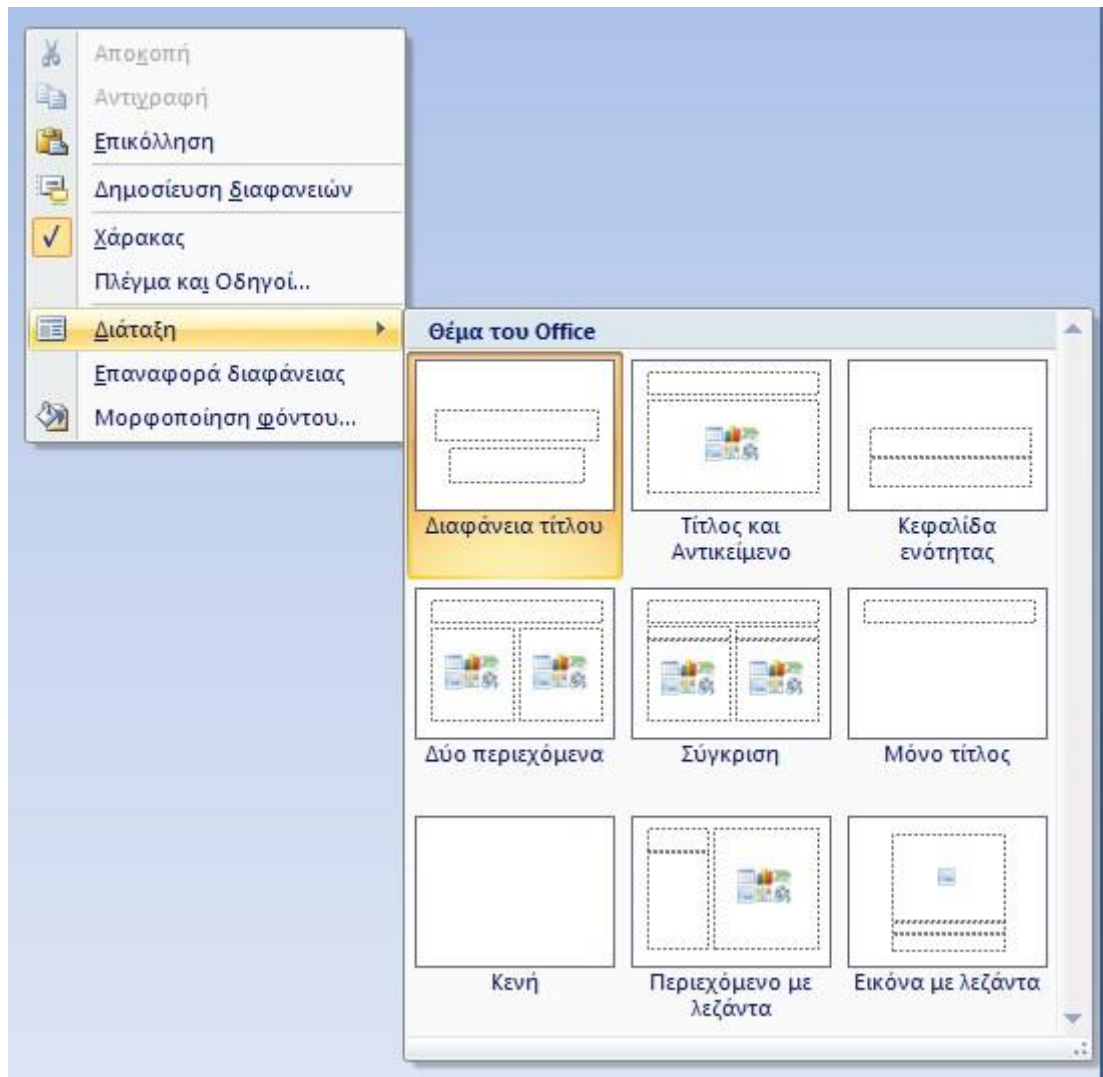 Αποκοπή
Αντιγραφή
Επικόλληση
Δημοσίευση διαφανειών
Χάρακας
Πλέγμα και Οδηγοί...
Διάταξη
Επαναφορά διαφάνειας
Μορφοποίηση φόντου...
Θέμα του Office
Διαφάνεια τίτλου
Τίτλος και
Αντικείμενο
Κεφαλίδα
ενότητας
Δύο περιεχόμενα
Σύγκριση
Μόνο τίτλος
Κενή
Περιεχόμενο με
λεζάντα
Εικόνα με λεζάντα